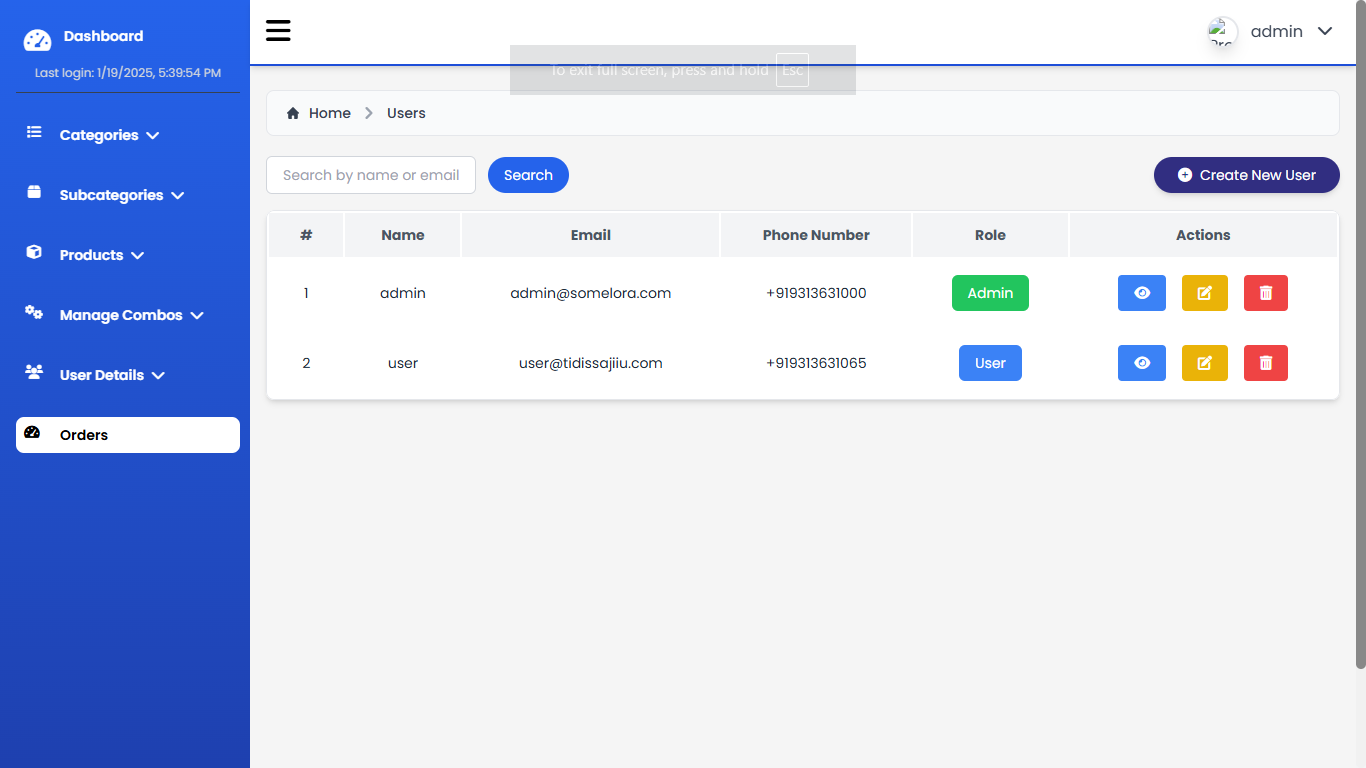 Dashboard
Last login: 1/19/2025, 5:39:54 PM
Categories
Subcategories
Products
Manage Combos
User Details
Orders
admin
To exit full screen, press and hold Esc
Home > Users
Search by name or email Search Create New User
# Name Email Phone Number Role Actions
1 admin admin@somelora.com +919313631000 Admin
2 user user@tidissajiiu.com +919313631065 User